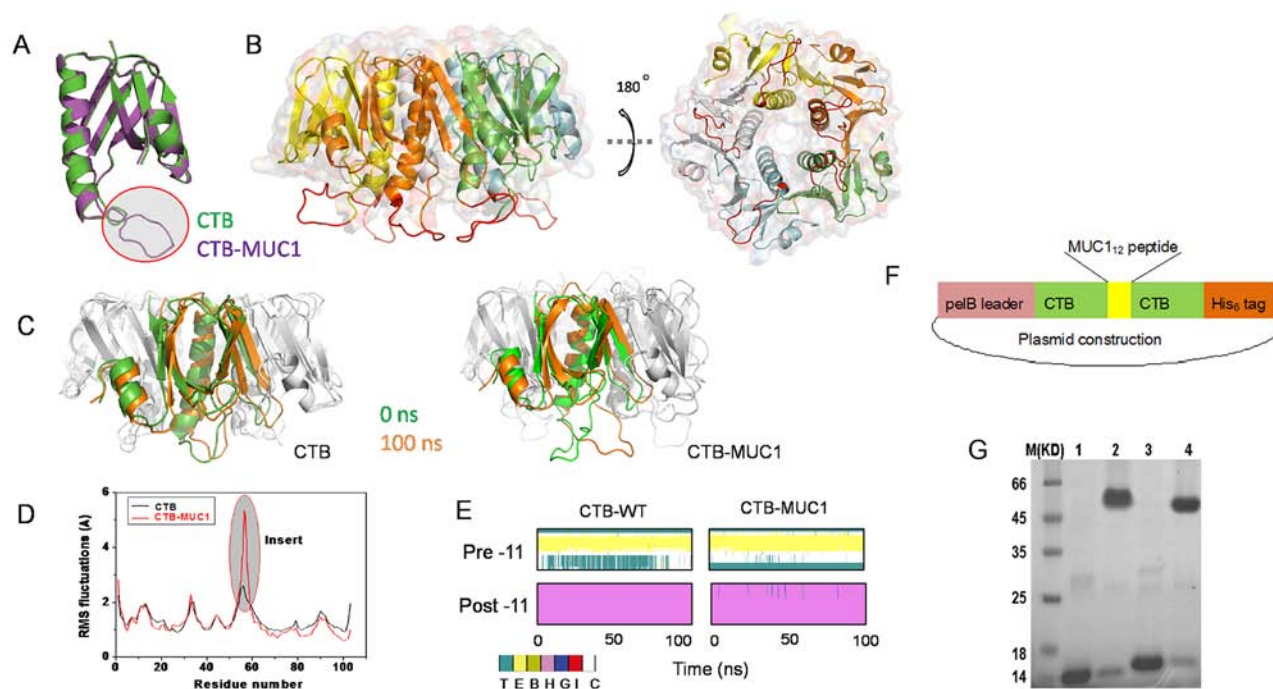 A
CTB
CTB-MUC1
B
180°
C
CTB
0 ns
100 ns
CTB-MUC1
D
RMS fluctuations (A)
6
4
2
0
CTB
CTB-MUC1
Insert
0 20 40 60 80 100
Residue number
E
CTB-WT CTB-MUC1
Pre -11
Post -11
0 50 100 0 50 100
Time (ns)
T E B H G I C
F
MUC1₁₂ peptide
pelB leader CTB CTB His₆ tag
Plasmid construction
G
M(KD) 1 2 3 4
66
45
35
25
18
14